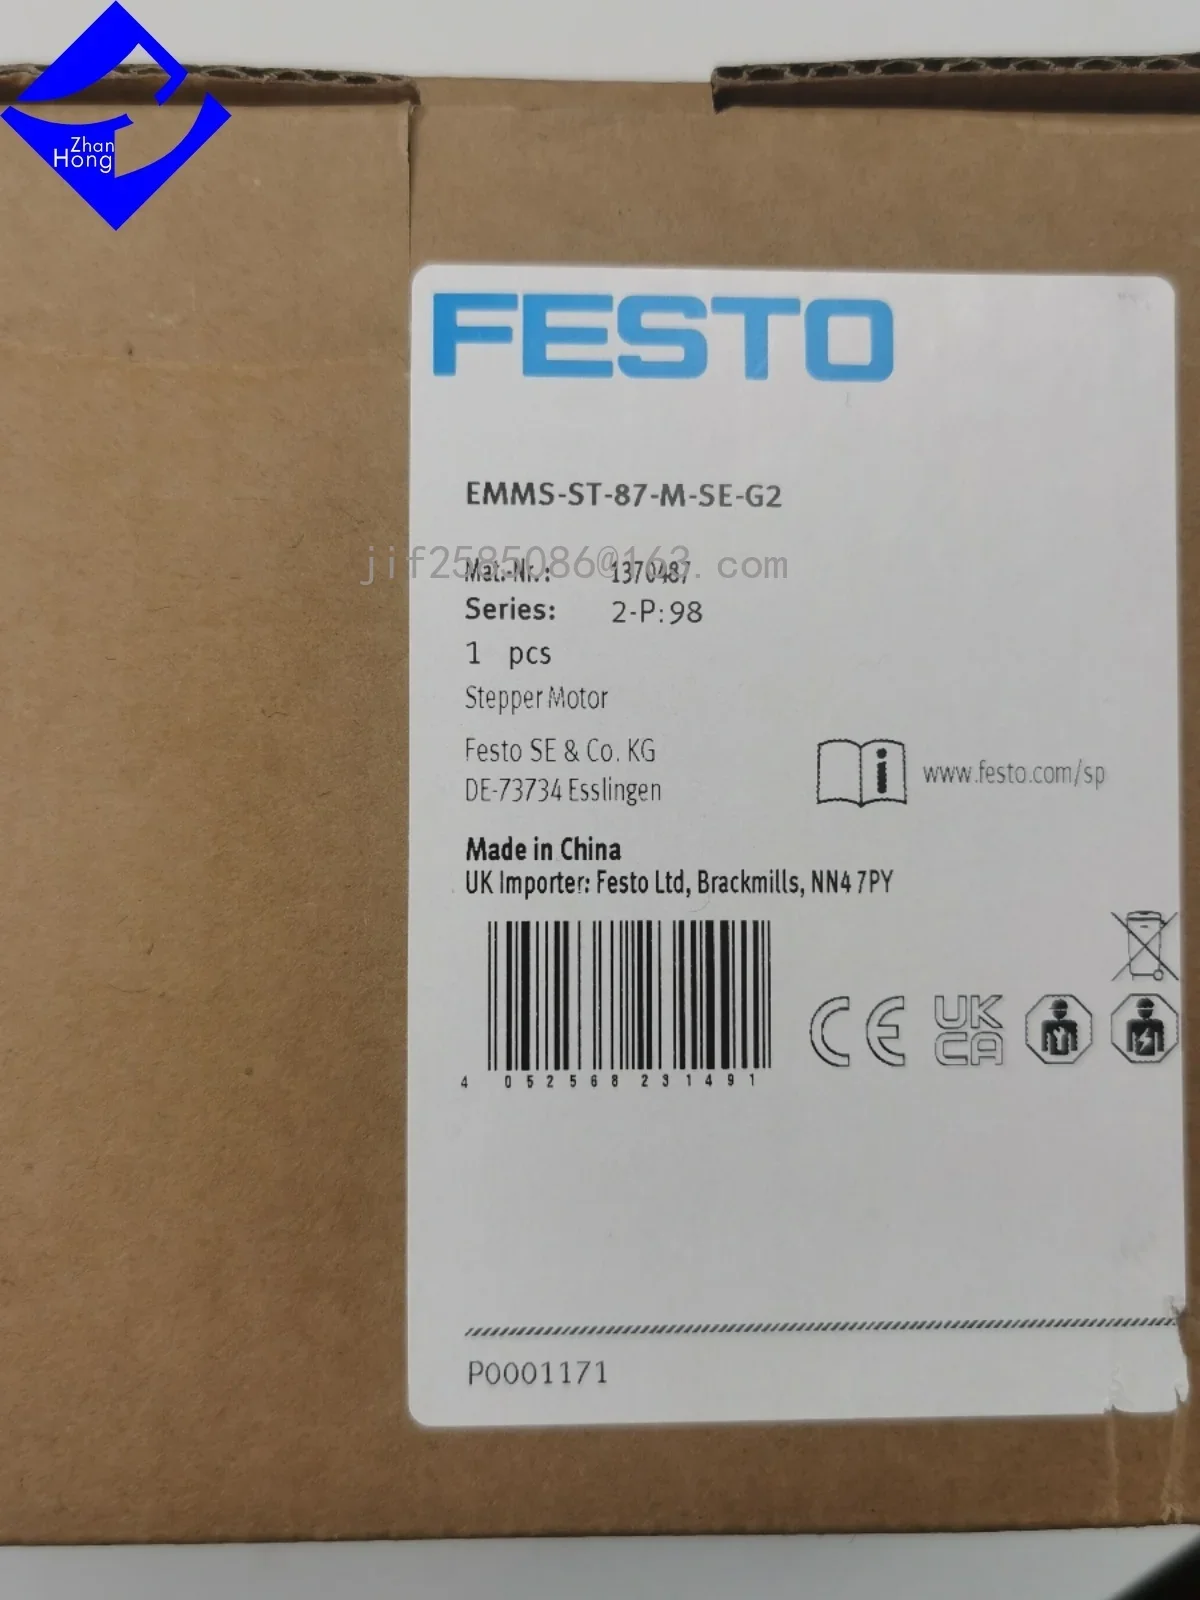 Zhan
Hong
FESTO
EMMS-ST-87-M-SE-G2
jif2585086@163.com
Mat.-Nr.: 1370487
Series: 2-P:98
1 pcs
Stepper Motor
Festo SE & Co. KG
DE-73734 Esslingen
www.festo.com/sp
Made in China
UK Importer: Festo Ltd, Brackmills, NN4 7PY
4 052568 231491
CE UK
CA
P0001171